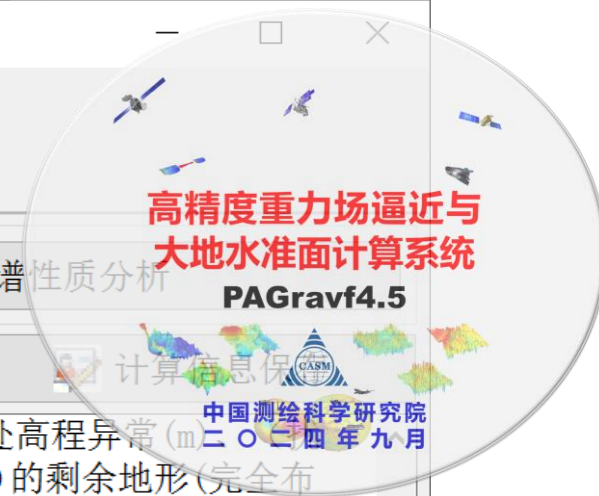 高精度重力场逼近与
大地水准面计算系统
谱性质分析
PAGravf4.5
计算信息保
CASM
中国测绘科学研究院
处高程异常(m)、
二〇二四年九月
的剩余地形(完全布